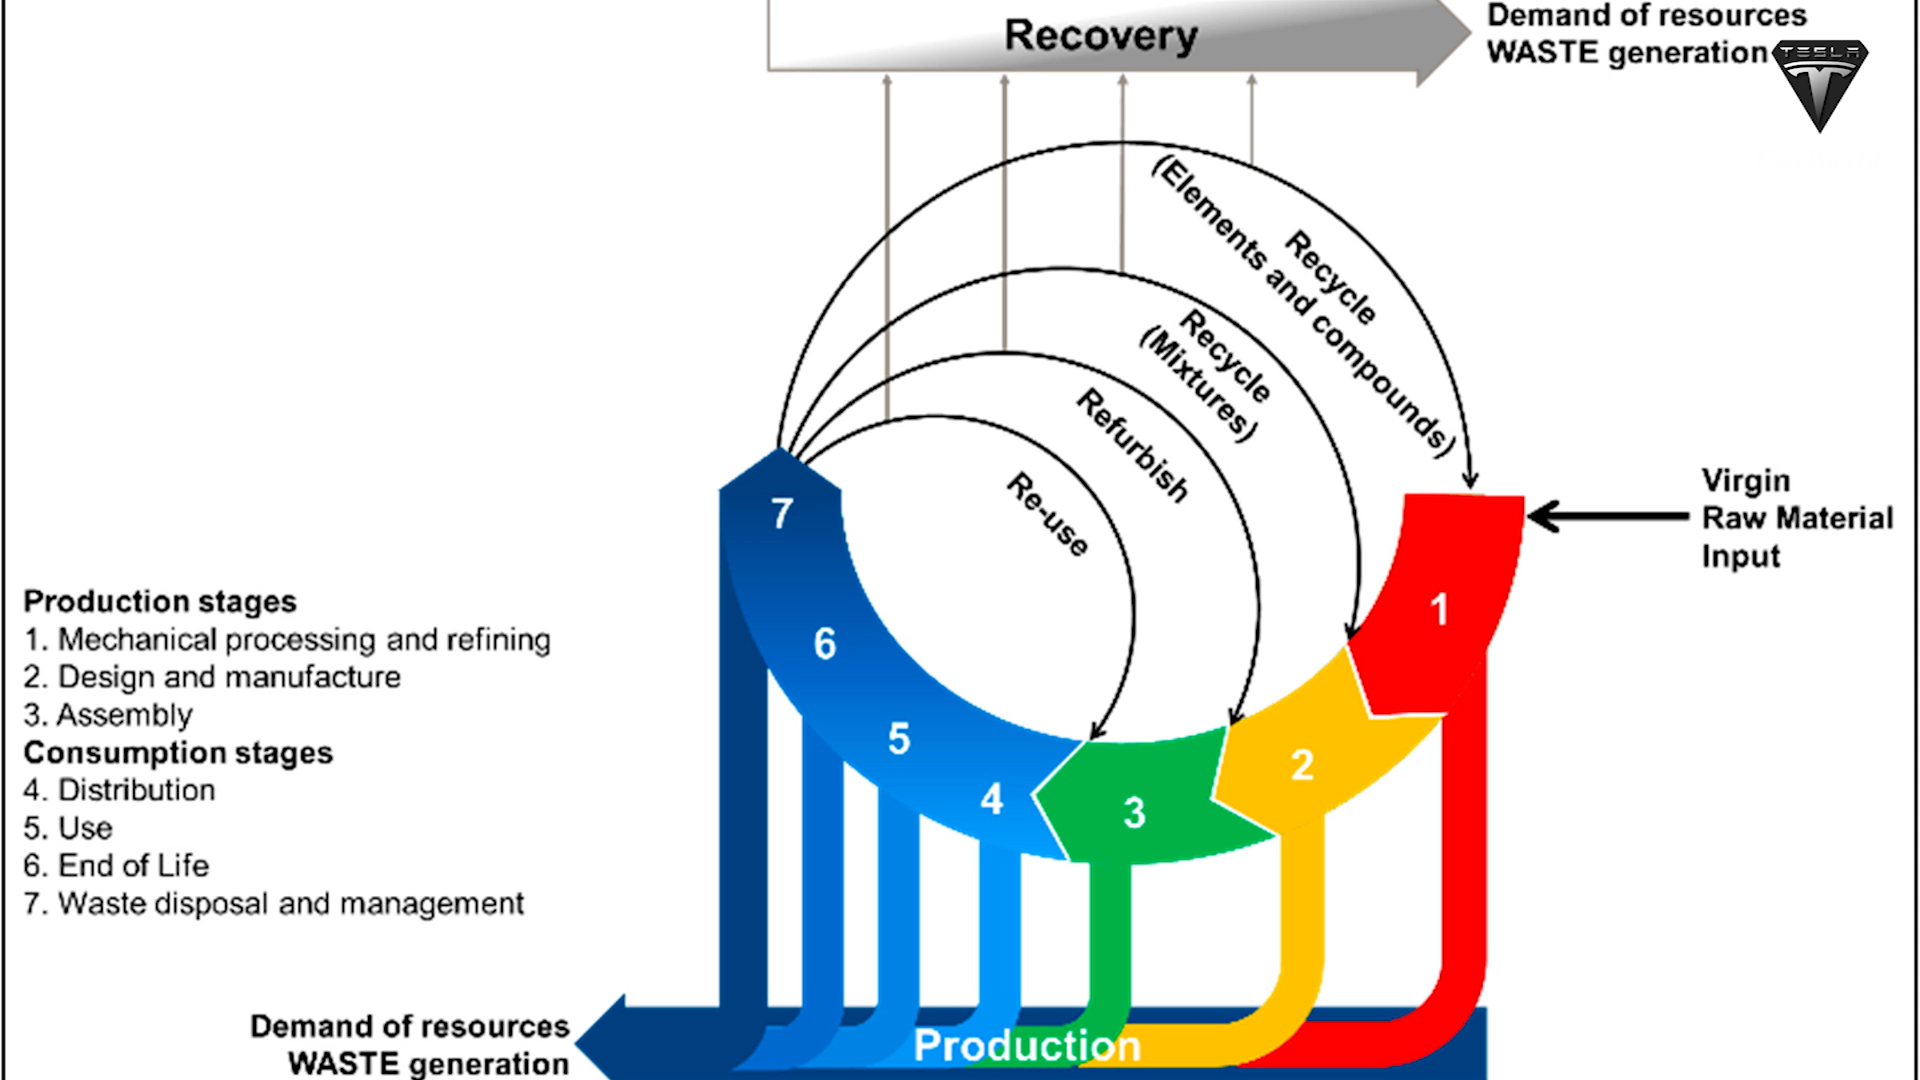 Recovery
Demand of resources
WASTE generation
TESLA
Recycle
(Elements and compounds)
Recycle
(Mixtures)
Refurbish
Re-use
Virgin
Raw Material
Input
7
6
5
4
3
2
1
Production stages
1. Mechanical processing and refining
2. Design and manufacture
3. Assembly
Consumption stages
4. Distribution
5. Use
6. End of Life
7. Waste disposal and management
Demand of resources
WASTE generation
Production